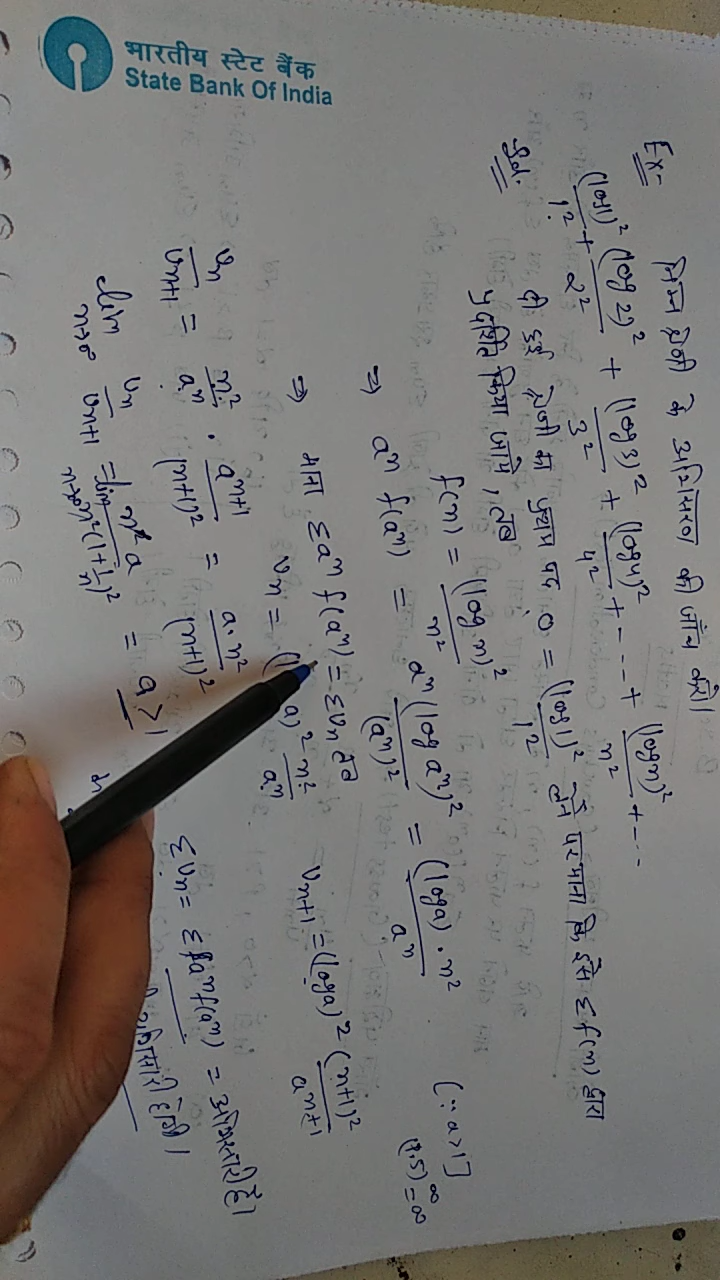 भारतीय स्टेट बैंक
State Bank Of India
Ex- निम्न श्रेणी के अभिसरण की जाँच करो।
(log1)²/1² + (log 2)²/2² + (log3)²/3² + (log4)²/4² + - - - + (logn)²/n² + - - -
हल. दी हुई श्रेणी का प्रथम पद 0 = (log1)²/1² लेने पर माना कि इसे Σf(n) द्वारा
प्रदर्शित किया जाये, तब
f(n) = (log n)²/n²
⇒ aⁿ f(aⁿ) = aⁿ(log aⁿ)²/(aⁿ)² = (loga)·n²/aⁿ (∵ a>1]
(1.5)^∞ = ∞
⇒ माना Σaⁿ f(aⁿ) = Σvₙ तब
vₙ = ( a)² n²/aⁿ vₙ₊₁ = (loga)² (n+1)²/aⁿ⁺¹
vₙ/vₙ₊₁ = n²/aⁿ · aⁿ⁺¹/(n+1)² = a·n²/(n+1)²
Σvₙ = Σaⁿf(aⁿ) = अभिसारी है।
lim n→∞ vₙ/vₙ₊₁ = lim n→∞ n²a/n²(1+1/n)² = a > 1
अभिसारी होगी।